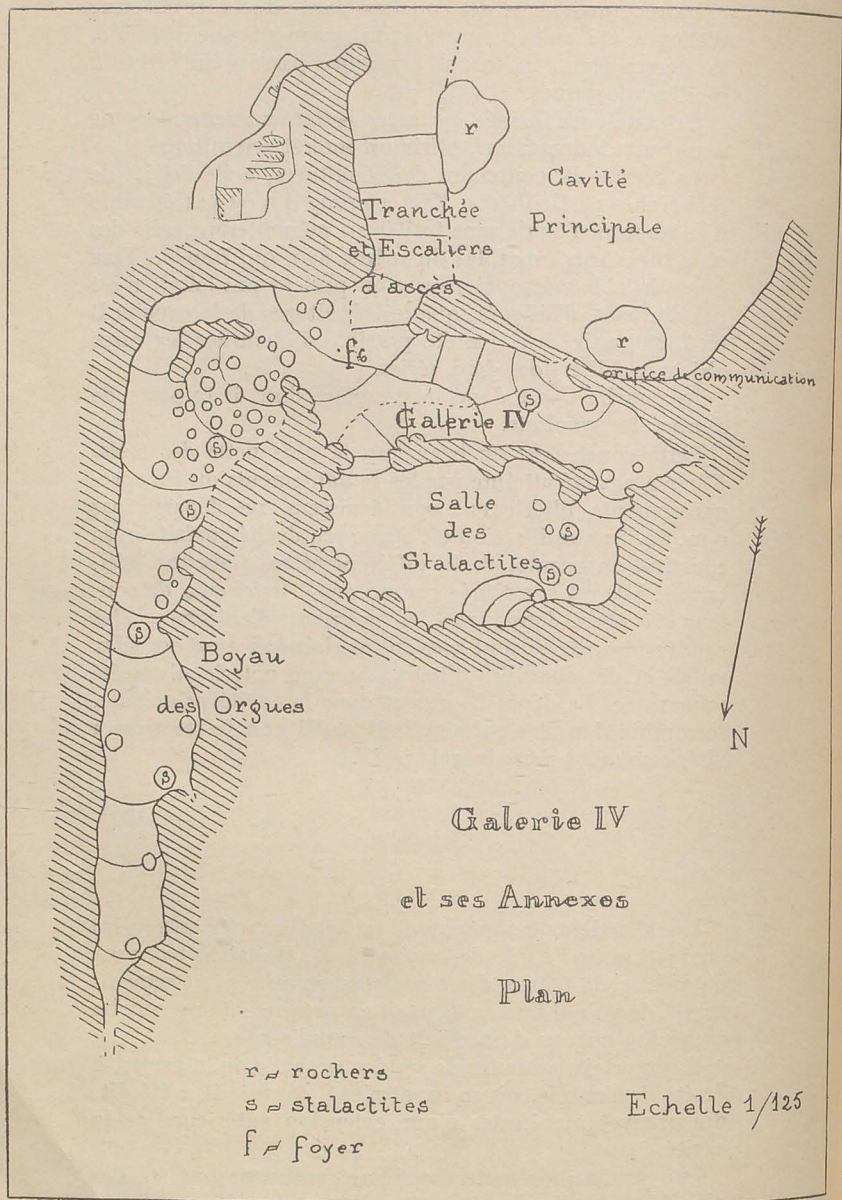 r
Cavité
Principale
Tranchée
et Escaliers
d'accès
r
f6
orifice de communication
s
Galerie IV
s
s
Salle
des
Stalactites
s
s
s
Boyau
des Orgues
s
N
Galerie IV
et ses Annexes
Plan
r = rochers
s = stalactites
f = foyer
Echelle 1/125